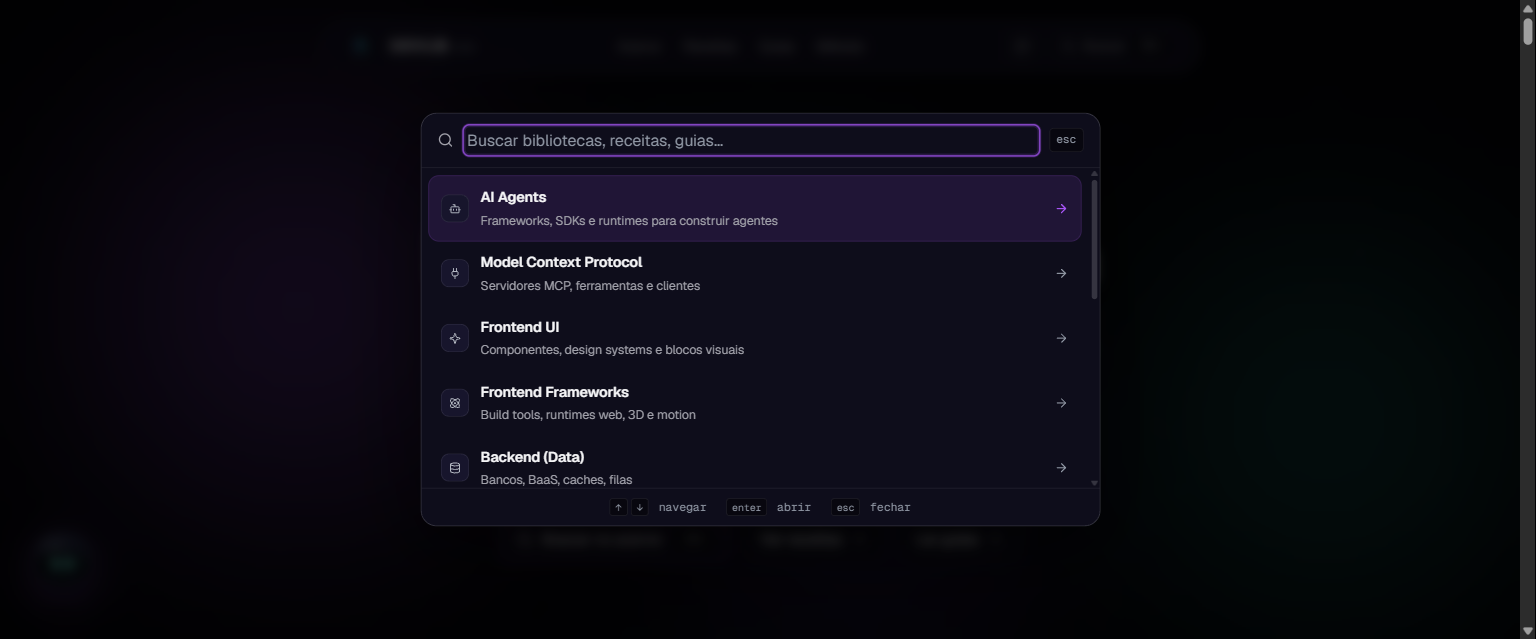 Buscar bibliotecas, receitas, guias…
esc
AI Agents
Frameworks, SDKs e runtimes para construir agentes
Model Context Protocol
Servidores MCP, ferramentas e clientes
Frontend UI
Componentes, design systems e blocos visuais
Frontend Frameworks
Build tools, runtimes web, 3D e motion
Backend (Data)
Bancos, BaaS, caches, filas
↑ ↓ navegar enter abrir esc fechar